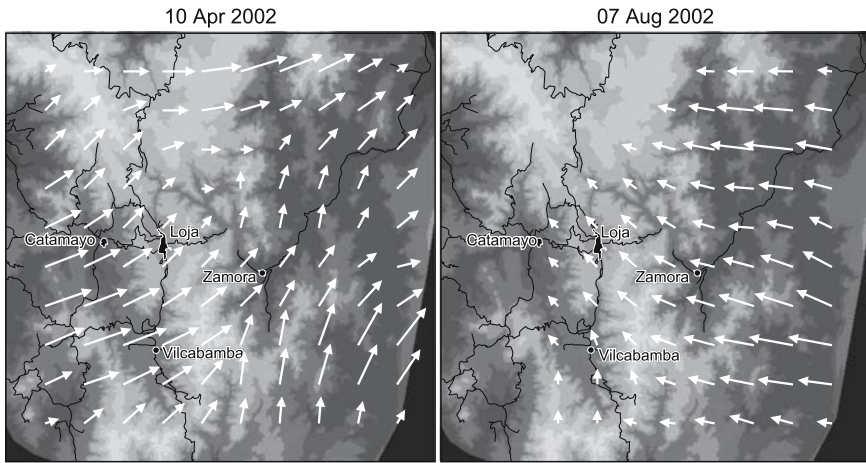 10 Apr 2002
07 Aug 2002
Loja
Catamayo
Zamora
Vilcabamba
Loja
Catamayo
Zamora
Vilcabamba